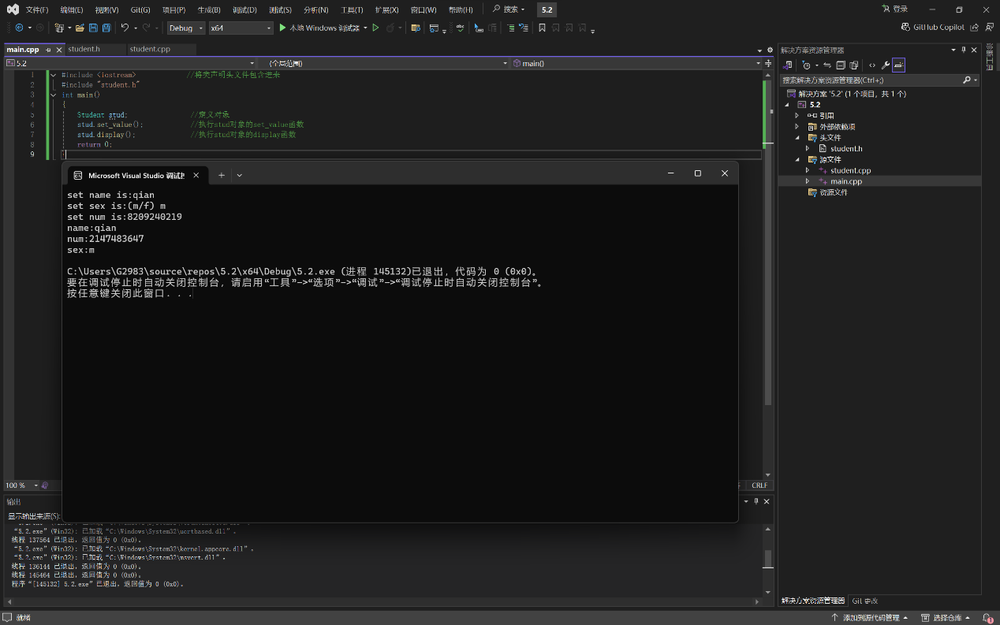 文件(F) 编辑(E) 视图(V) Git(G) 项目(P) 生成(B) 调试(D) 测试(S) 分析(N) 工具(T) 扩展(X) 窗口(W) 帮助(H) 搜索 5.2 登录
Debug x64 本地 Windows 调试器 GitHub Copilot
main.cpp student.h student.cpp
5.2 (全局范围) main()
1 #include <iostream> //将类声明头文件包含进来
2 #include "student.h"
3 int main()
4 {
5 Student stud; //定义对象
6 stud.set_value(); //执行stud对象的set_value函数
7 stud.display(); //执行stud对象的display函数
8 return 0;
9
Microsoft Visual Studio 调试
set name is:qian
set sex is:(m/f) m
set num is:8209240219
name:qian
num:2147483647
sex:m
C:\Users\G2983\source\repos\5.2\x64\Debug\5.2.exe (进程 145132)已退出，代码为 0 (0x0)。
要在调试停止时自动关闭控制台，请启用“工具”->“选项”->“调试”->“调试停止时自动关闭控制台”。
按任意键关闭此窗口. . .
100 % CRLF
输出
显示输出来源(S):
“5.2.exe”(Win32): 已加载“C:\Windows\System32\ucrtbased.dll”。
线程 137564 已退出，返回值为 0 (0x0)。
“5.2.exe”(Win32): 已加载“C:\Windows\System32\kernel.appcore.dll”。
“5.2.exe”(Win32): 已加载“C:\Windows\System32\msvcrt.dll”。
线程 136144 已退出，返回值为 0 (0x0)。
线程 145464 已退出，返回值为 0 (0x0)。
程序“[145132] 5.2.exe”已退出，返回值为 0 (0x0)。
解决方案资源管理器
搜索解决方案资源管理器(Ctrl+;)
解决方案 '5.2' (1 个项目，共 1 个)
5.2
引用
外部依赖项
头文件
student.h
源文件
student.cpp
main.cpp
资源文件
解决方案资源管理器 Git 更改
诊断工具
就绪 添加到源代码管理 选择仓库 1